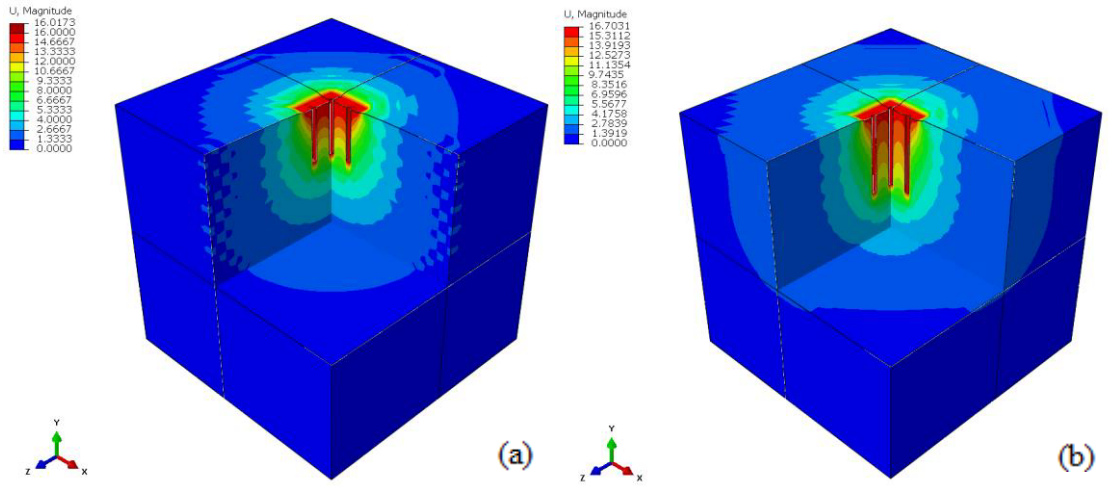 U, Magnitude
16.0173
16.0000
14.6667
13.3333
12.0000
10.6667
9.3333
8.0000
6.6667
5.3333
4.0000
2.6667
1.3333
0.0000
Y
Z
X
(a)
U, Magnitude
16.7031
15.3112
13.9193
12.5273
11.1354
9.7435
8.3516
6.9596
5.5677
4.1758
2.7839
1.3919
0.0000
Y
Z
X
(b)